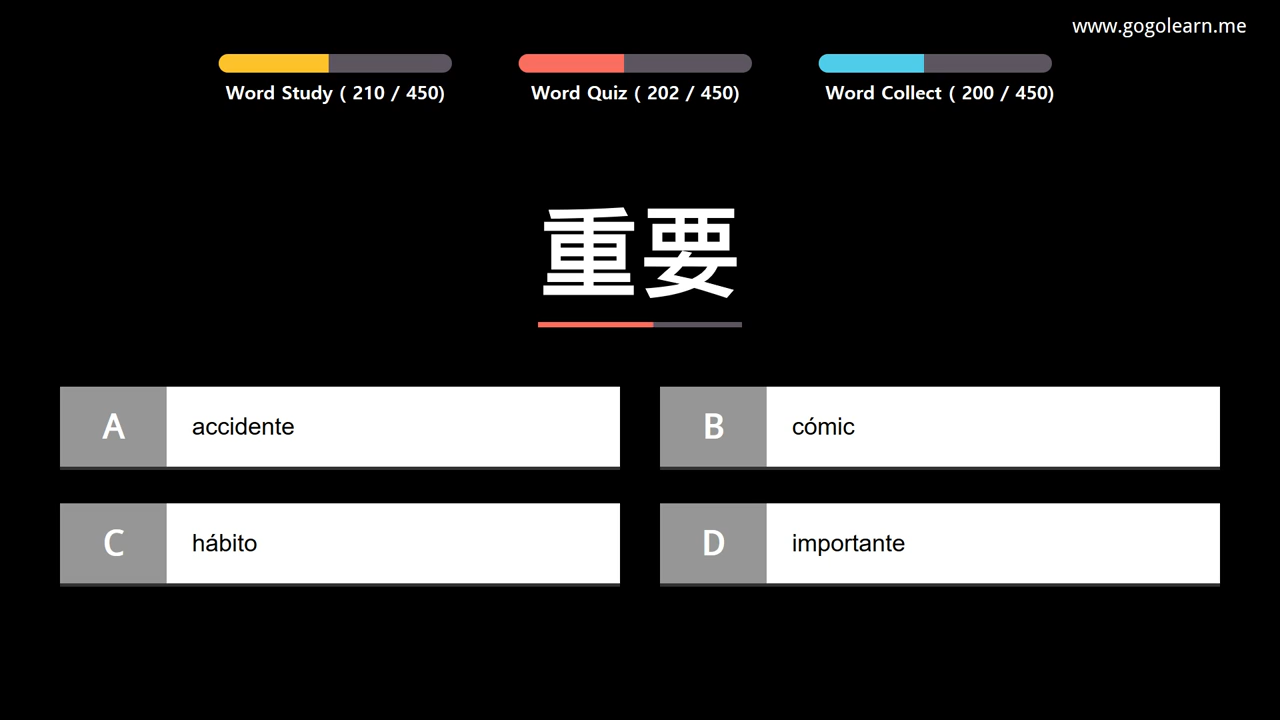 www.gogolearn.me
Word Study ( 210 / 450)
Word Quiz ( 202 / 450)
Word Collect ( 200 / 450)
重要
A accidente
B cómic
C hábito
D importante